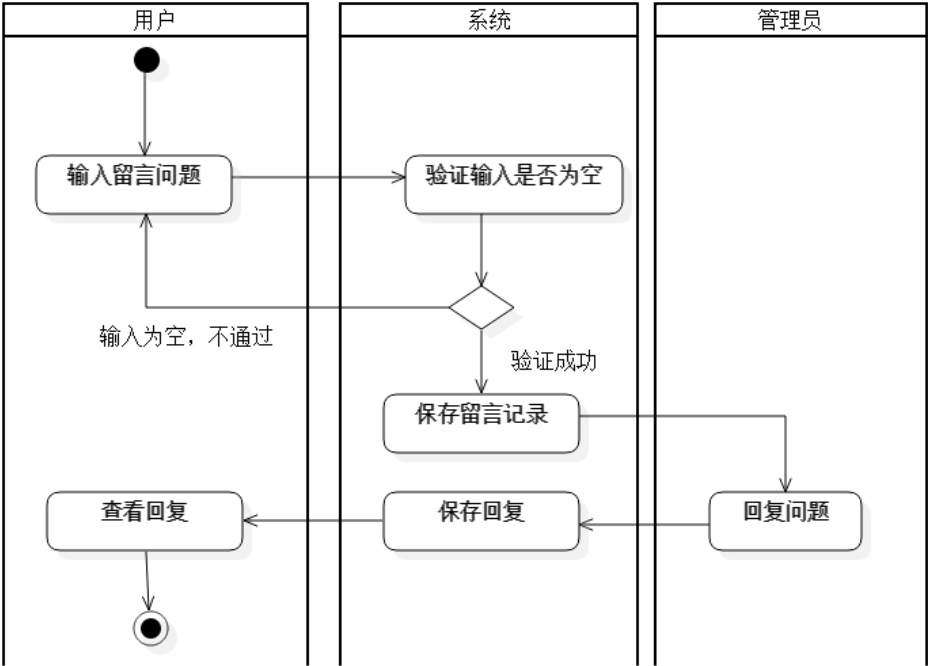 用户
系统
管理员
输入留言问题
验证输入是否为空
输入为空，不通过
验证成功
保存留言记录
查看回复
保存回复
回复问题